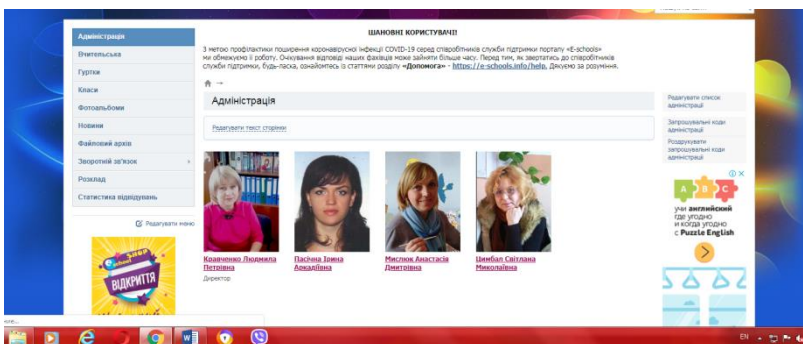 Адміністрація
Вчительська
Гуртки
Класи
Фотоальбоми
Новини
Файловий архів
Зворотній зв'язок
Розклад
Статистика відвідувань
Редагувати меню
SHOP
ВІДКРИТТЯ
ШАНОВНІ КОРИСТУВАЧІ!
З метою профілактики поширення коронавірусної інфекції COVID-19 серед співробітників служби підтримки порталу «E-schools»
ми обмежуємо її роботу. Очікування відповіді наших фахівців може зайняти більше часу. Перед тим, як звертатись до співробітників
служби підтримки, будь-ласка, ознайомтесь із статтями розділу «Допомога» - https://e-schools.info/help. Дякуємо за розуміння.
Адміністрація
Редагувати текст сторінки
Кравченко Людмила
Петрівна
Директор
Пасічна Ірина
Аркадіївна
Мислюк Анастасія
Дмитрівна
Цимбал Світлана
Миколаївна
Редагувати список
адміністрації
Запрошувальні коди
адміністрації
Роздрукувати
запрошувальні коди
адміністрації
A B C
учи английский
где угодно
и когда угодно
с Puzzle English
EN